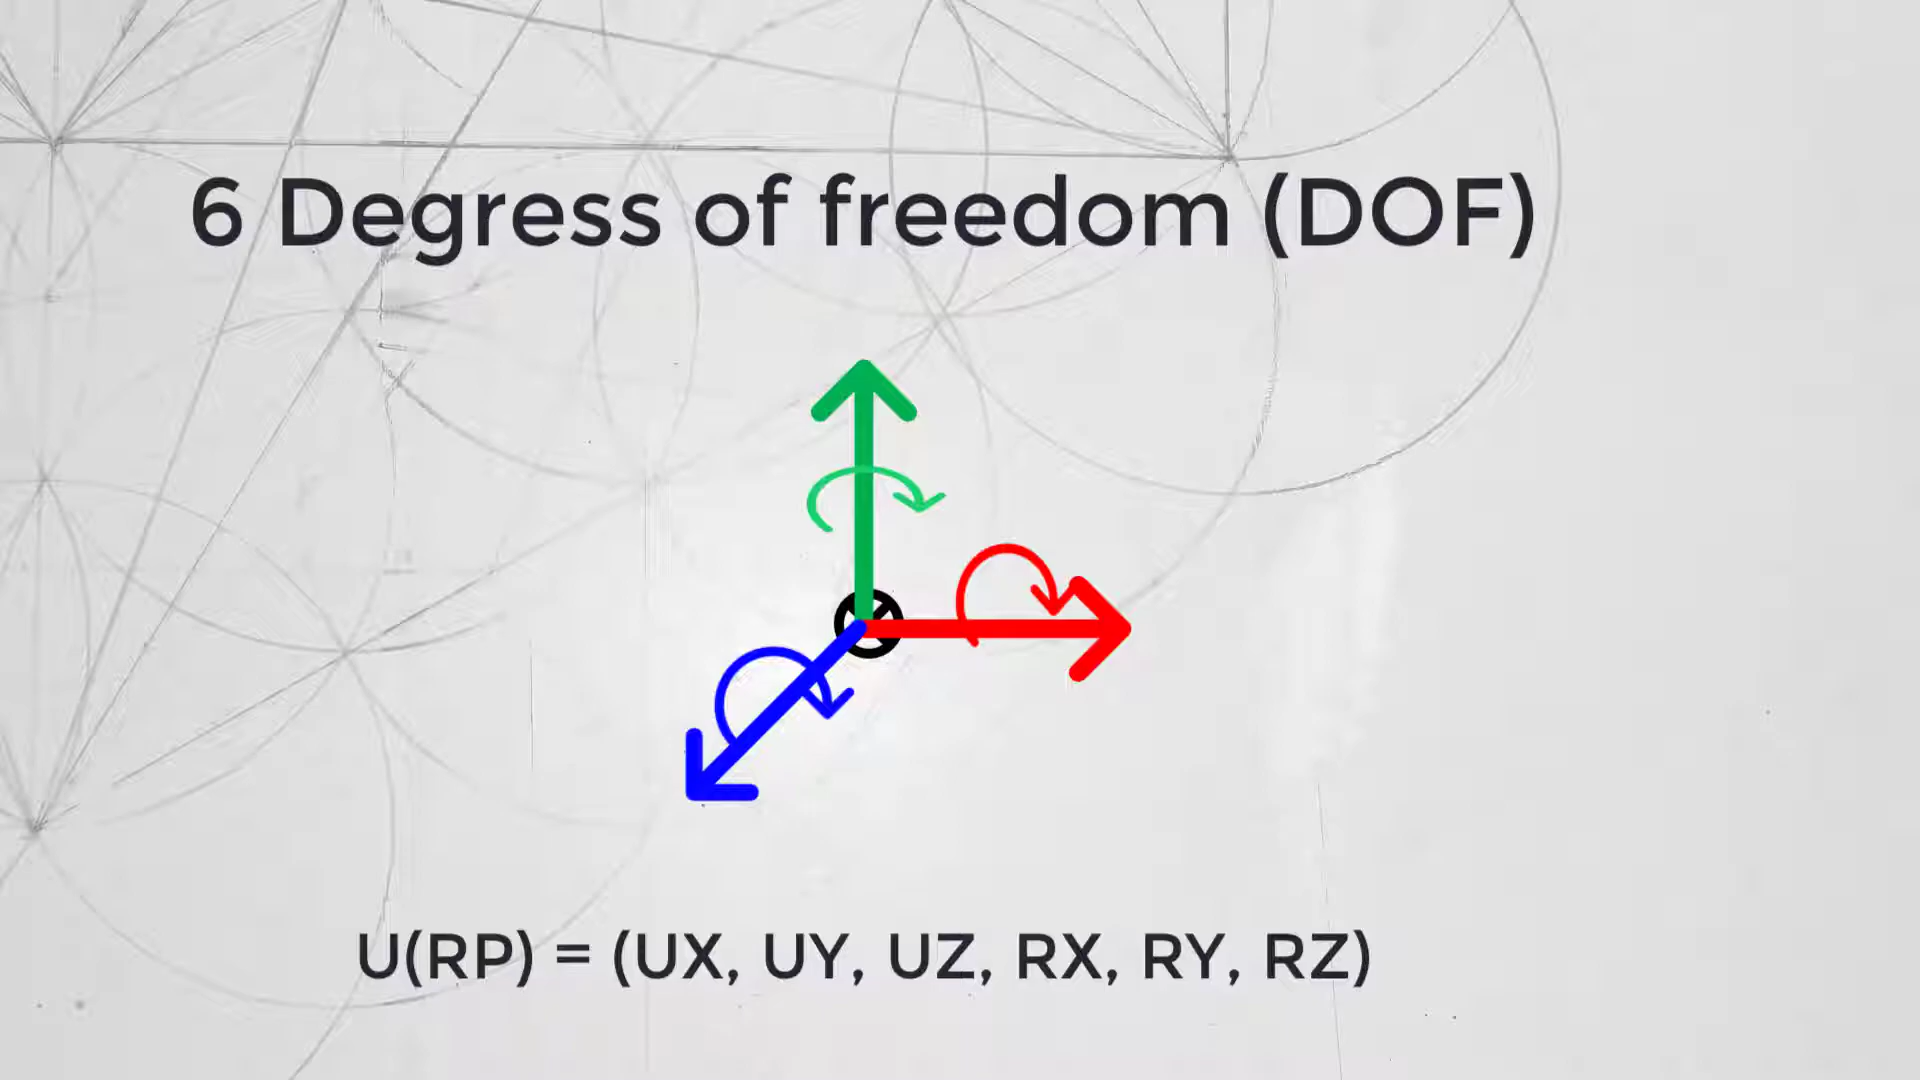 6 Degress of freedom (DOF)
U(RP) = (UX, UY, UZ, RX, RY, RZ)